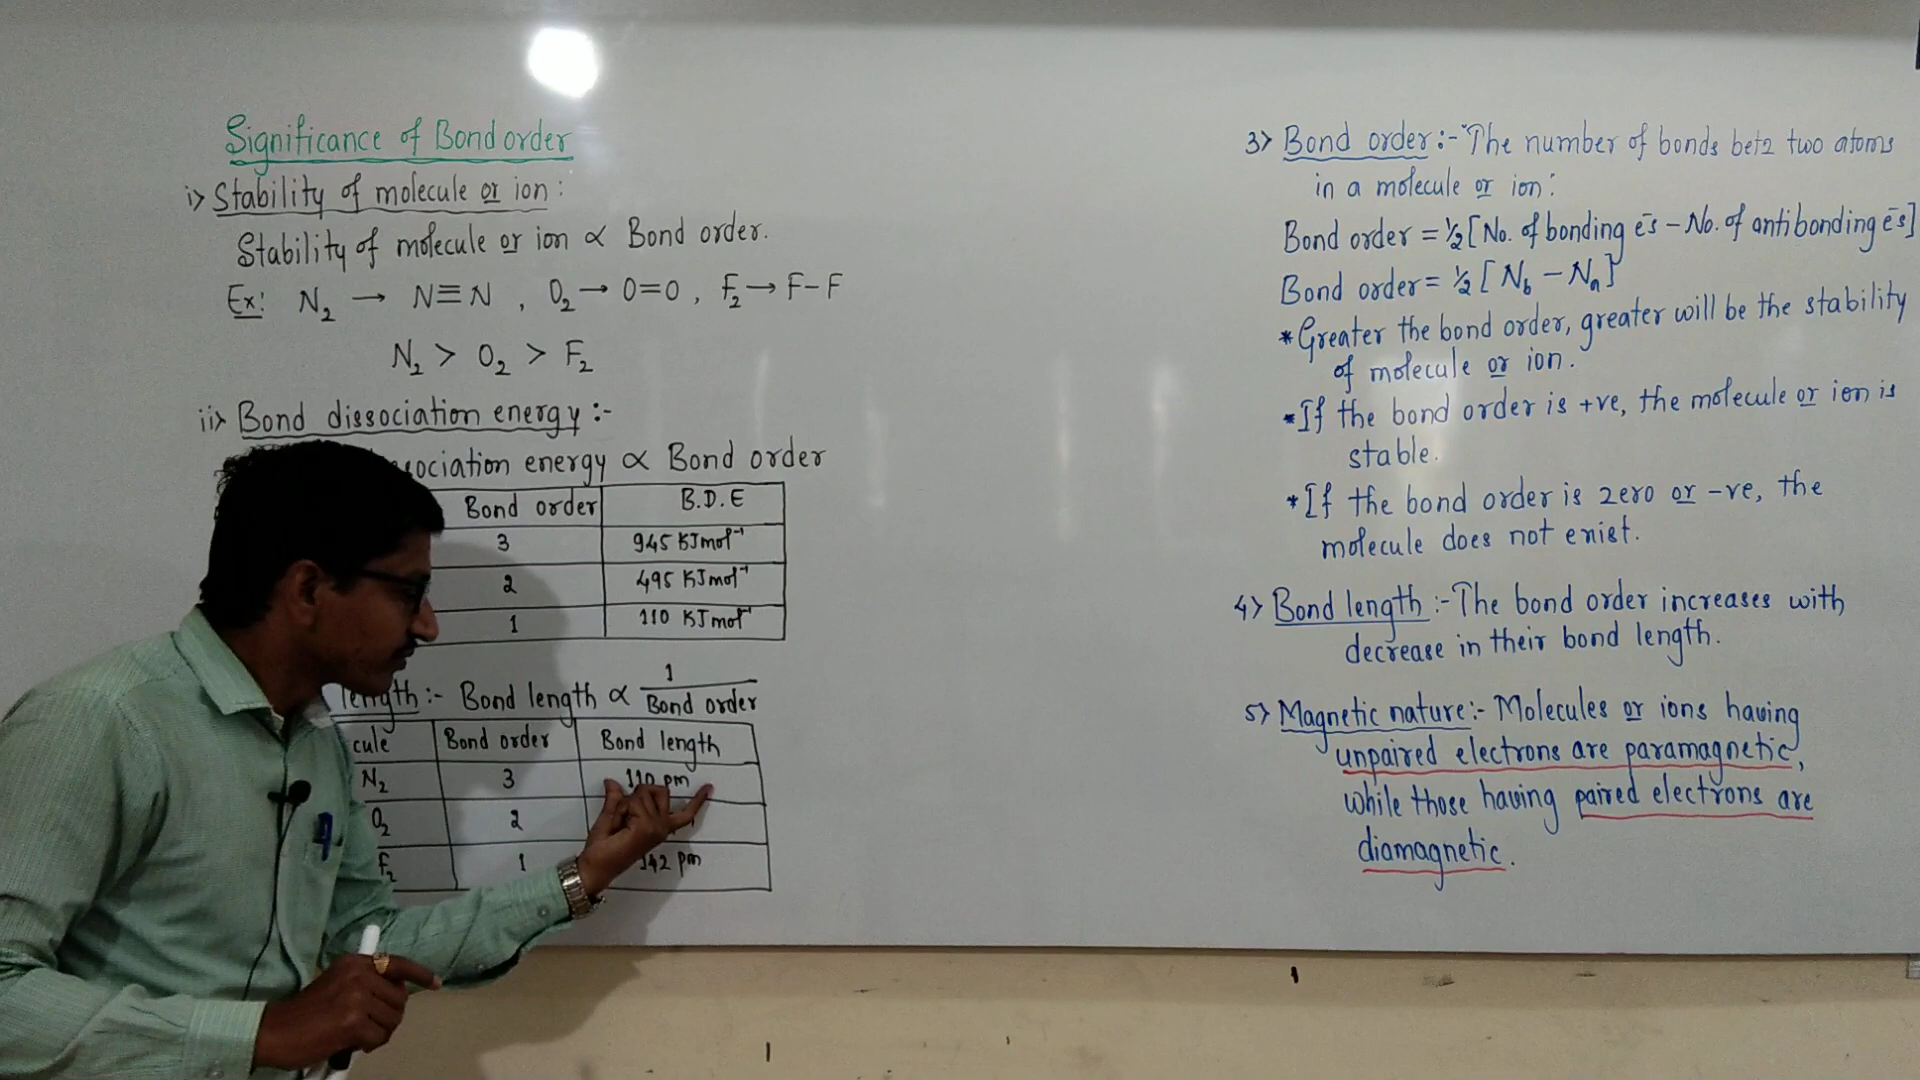 Significance of Bond order
i> Stability of molecule or ion :
Stability of molecule or ion ∝ Bond order.
Ex: N₂ → N≡N , O₂ → O=O , F₂ → F-F
N₂ > O₂ > F₂
ii> Bond dissociation energy :-
energy ∝ Bond order
Bond order B.D.E
3 945 KJmol⁻¹
2 495 KJmol⁻¹
1 110 KJmol⁻¹
length :- Bond length ∝ 1/Bond order
cule Bond order Bond length
N₂ 3 110 pm
O₂ 2
F₂ 1 142 pm
3> Bond order :- "The number of bonds bet2 two atoms
in a molecule or ion:
Bond order = ½ [No. of bonding ēs - No. of antibonding ēs]
Bond order = ½ [N_b - N_a]
*Greater the bond order, greater will be the stability
of molecule or ion.
*If the bond order is +ve, the molecule or ion is
stable.
*If the bond order is zero or -ve, the
molecule does not exist.
4> Bond length :- The bond order increases with
decrease in their bond length.
5> Magnetic nature :- Molecules or ions having
unpaired electrons are paramagnetic,
while those having paired electrons are
diamagnetic.